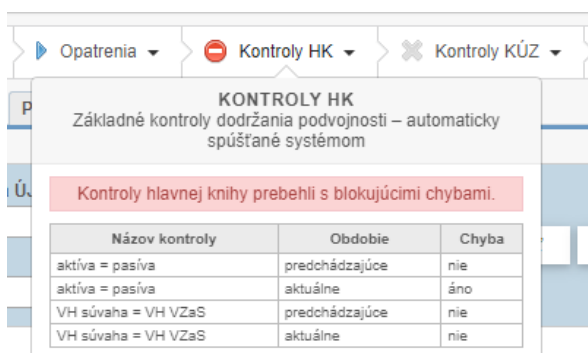 Opatrenia Kontroly HK Kontroly KÚZ
P
KONTROLY HK
Základné kontroly dodržania podvojnosti – automaticky
spúšťané systémom
ÚJ
Kontroly hlavnej knihy prebehli s blokujúcimi chybami.
Názov kontroly Obdobie Chyba
aktíva = pasíva predchádzajúce nie
aktíva = pasíva aktuálne áno
VH súvaha = VH VZaS predchádzajúce nie
VH súvaha = VH VZaS aktuálne nie